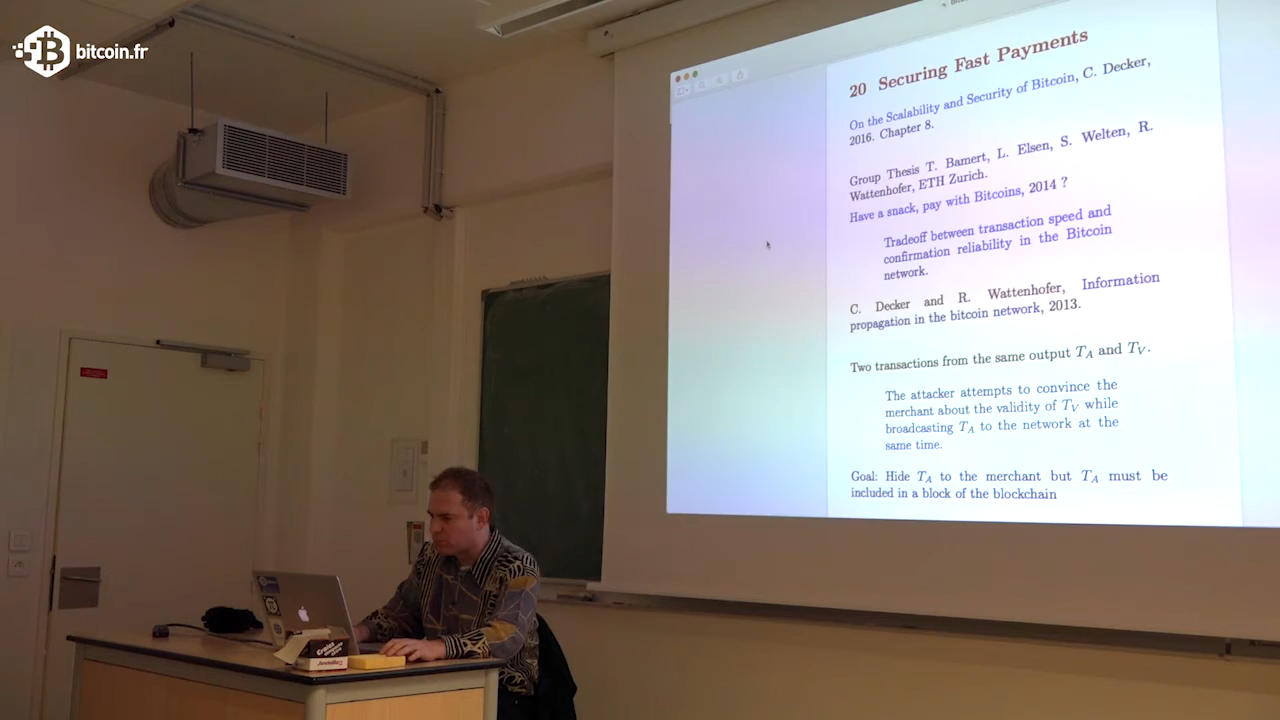 bitcoin.fr
20 Securing Fast Payments
On the Scalability and Security of Bitcoin, C. Decker,
2016. Chapter 8.
Group Thesis T. Bamert, L. Elsen, S. Welten, R.
Wattenhofer, ETH Zurich.
Have a snack, pay with Bitcoins, 2014 ?
Tradeoff between transaction speed and
confirmation reliability in the Bitcoin
network.
C. Decker and R. Wattenhofer, Information
propagation in the bitcoin network, 2013.
Two transactions from the same output T_A and T_V.
The attacker attempts to convince the
merchant about the validity of T_V while
broadcasting T_A to the network at the
same time.
Goal: Hide T_A to the merchant but T_A must be
included in a block of the blockchain